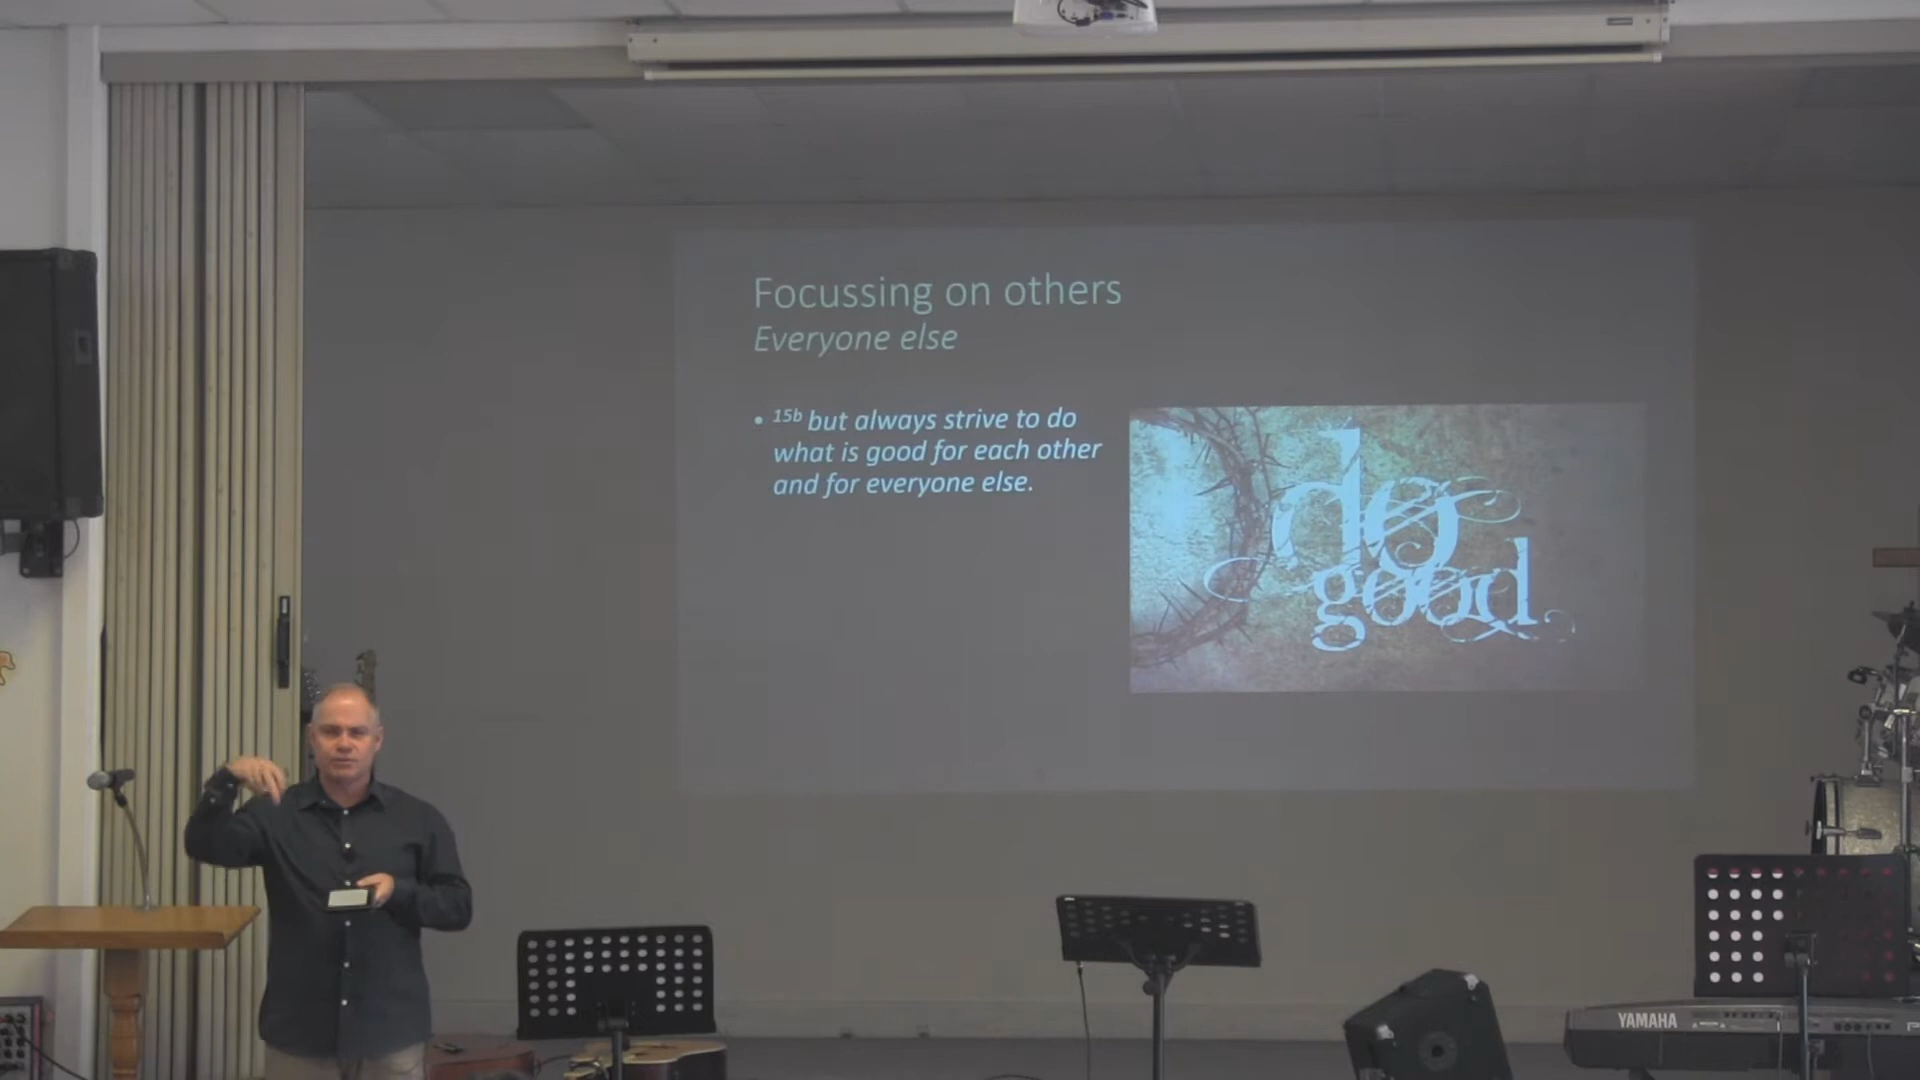 Focussing on others
Everyone else
• 15b but always strive to do
what is good for each other
and for everyone else.
do
good
YAMAHA